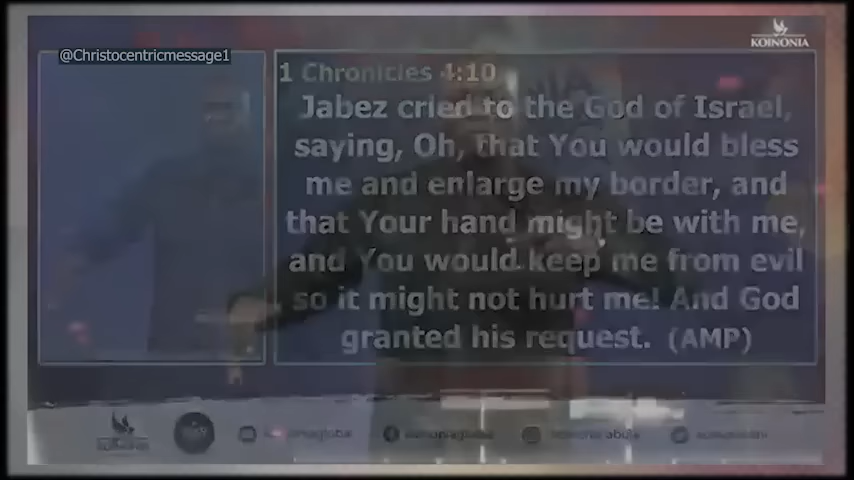 KOINONIA
@Christocentricmessage1
1 Chronicles 4:10
Jabez cried to the God of Israel,
saying, Oh, that You would bless
me and enlarge my border, and
that Your hand might be with me,
and You would keep me from evil
so it might not hurt me! And God
granted his request. (AMP)
KOINONIA